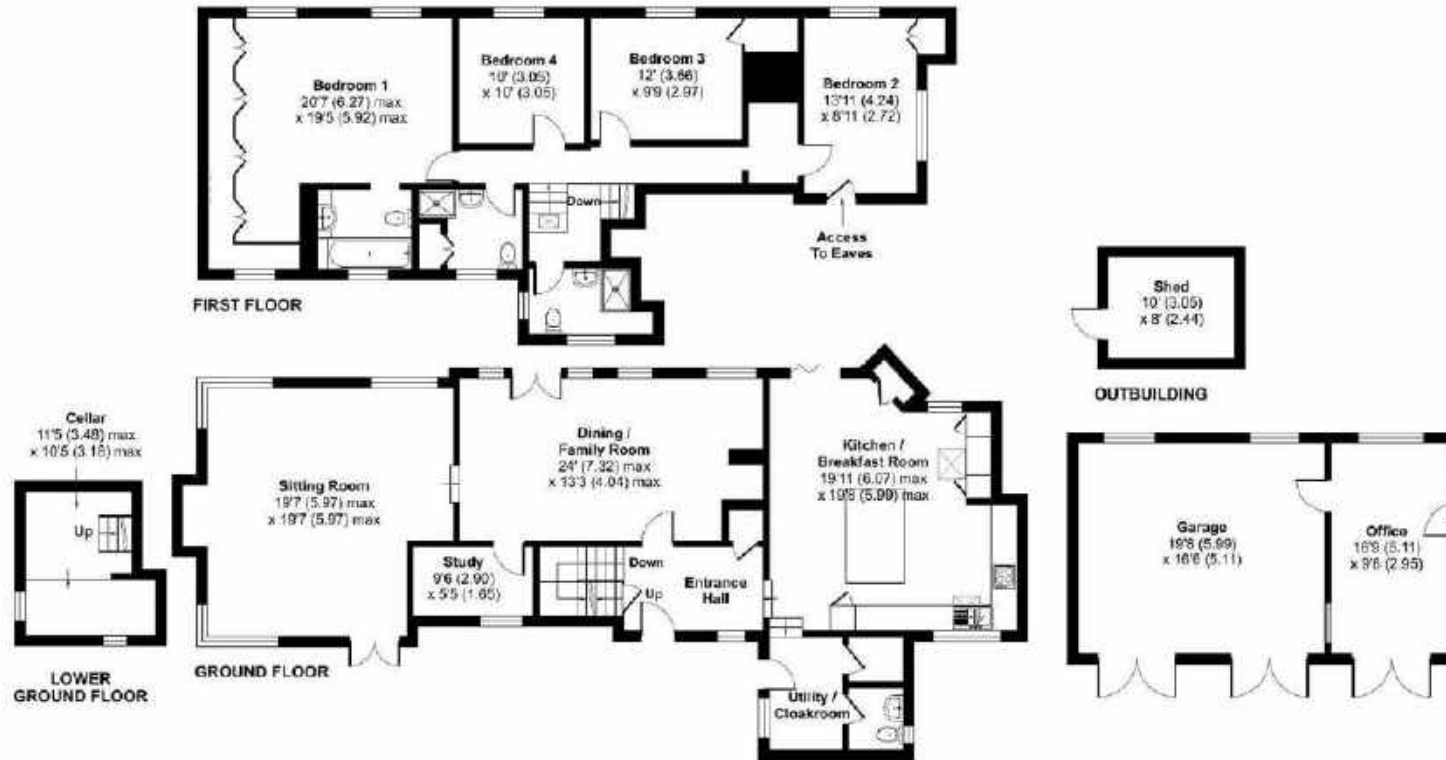 Bedroom 1
20'7 (6.27) max
x 19'5 (5.92) max
Bedroom 4
10' (3.05)
x 10' (3.05)
Bedroom 3
12' (3.66)
x 9'9 (2.97)
Bedroom 2
13'11 (4.24)
x 8'11 (2.72)
Down
Access
To Eaves
FIRST FLOOR
Shed
10' (3.05)
x 8' (2.44)
OUTBUILDING
Cellar
11'5 (3.48) max
x 10'5 (3.18) max
Up
LOWER
GROUND FLOOR
Sitting Room
19'7 (5.97) max
x 19'7 (5.97) max
Dining /
Family Room
24' (7.32) max
x 13'3 (4.04) max
Kitchen /
Breakfast Room
19'11 (6.07) max
x 19'8 (5.99) max
Study
9'6 (2.90)
x 5'5 (1.65)
Down
Up
Entrance
Hall
Utility /
Cloakroom
GROUND FLOOR
Garage
19'8 (5.99)
x 16'8 (5.11)
Office
16'9 (5.11)
x 9'8 (2.95)